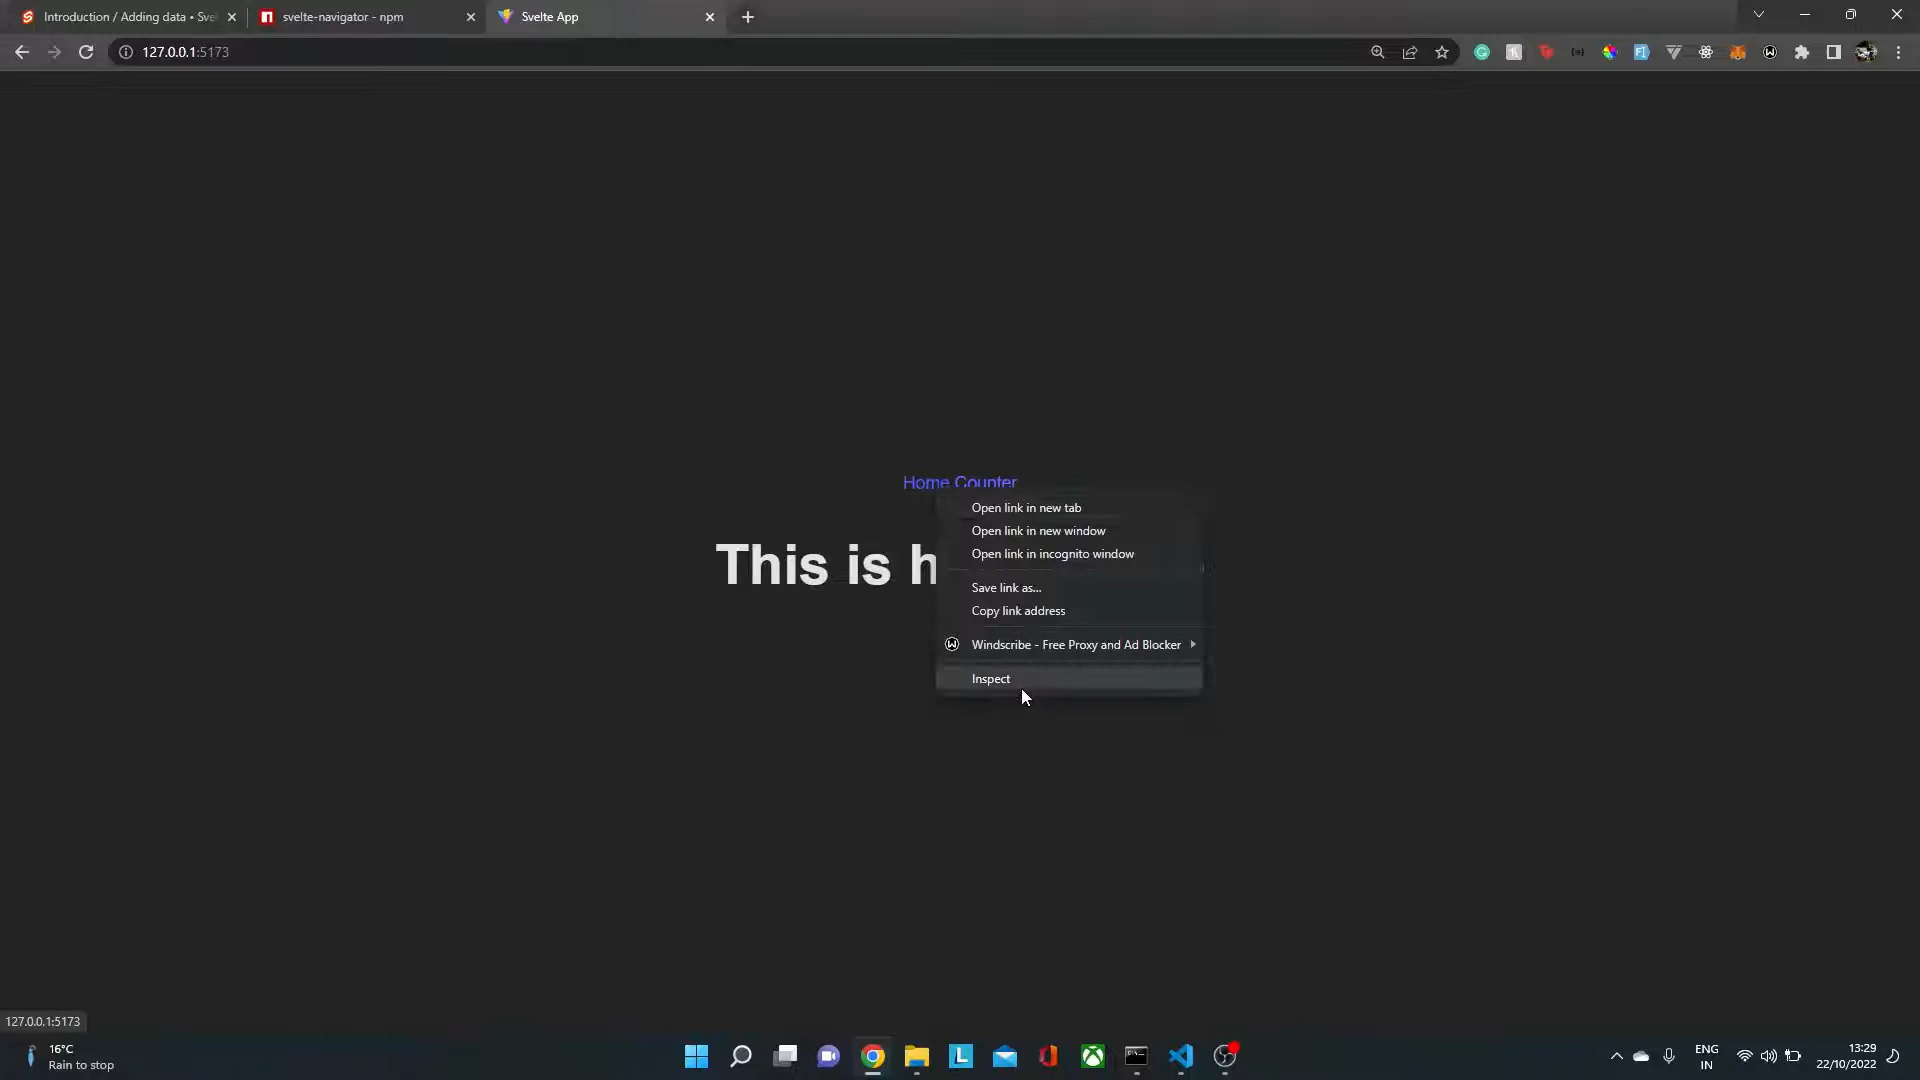 Introduction / Adding data • Sve
svelte-navigator - npm
Svelte App
127.0.0.1:5173
Home Counter
This is h
Open link in new tab
Open link in new window
Open link in incognito window
Save link as...
Copy link address
Windscribe - Free Proxy and Ad Blocker
Inspect
127.0.0.1:5173
16°C
Rain to stop
ENG
IN
13:29
22/10/2022